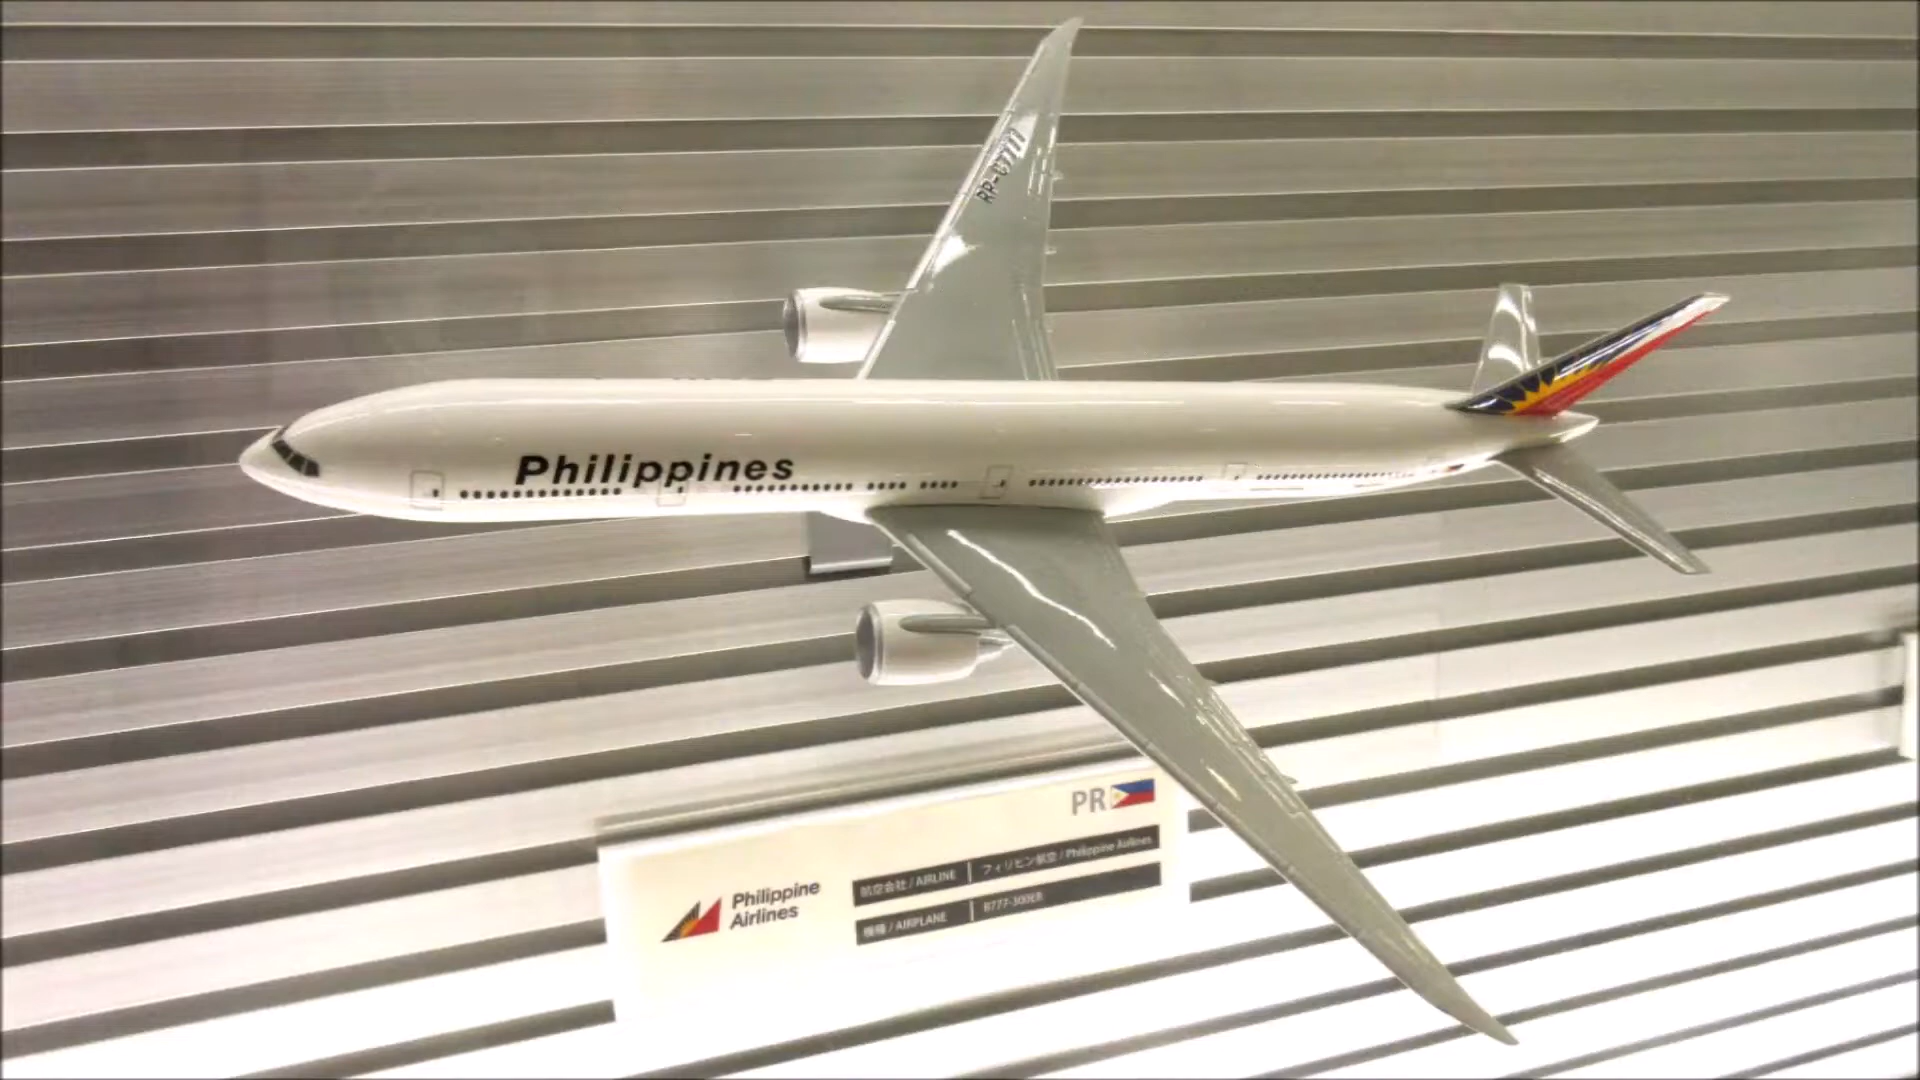 RP-C7777
Philippines
PR
Philippine
Airlines
航空会社 / AIRLINE
フィリピン航空 / Philippine Airlines
機種 / AIRPLANE
B777-300ER